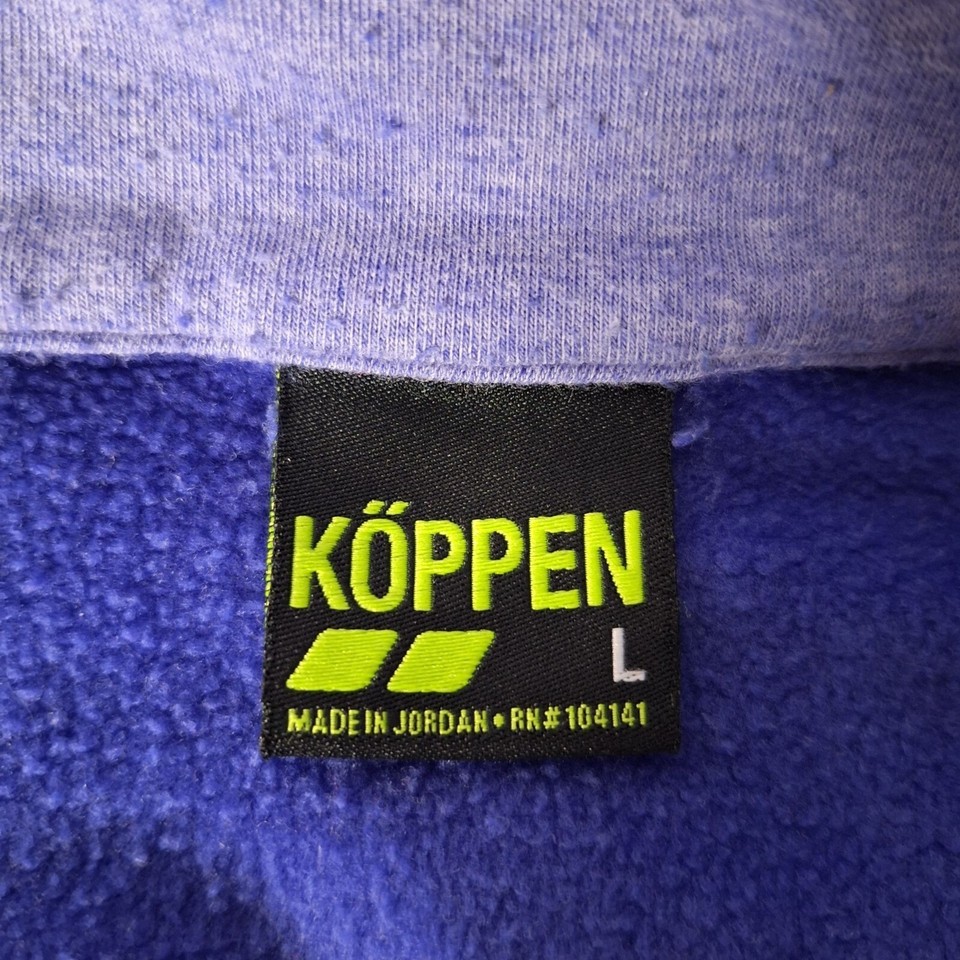 KÖPPEN
L
MADE IN JORDAN • RN#104141